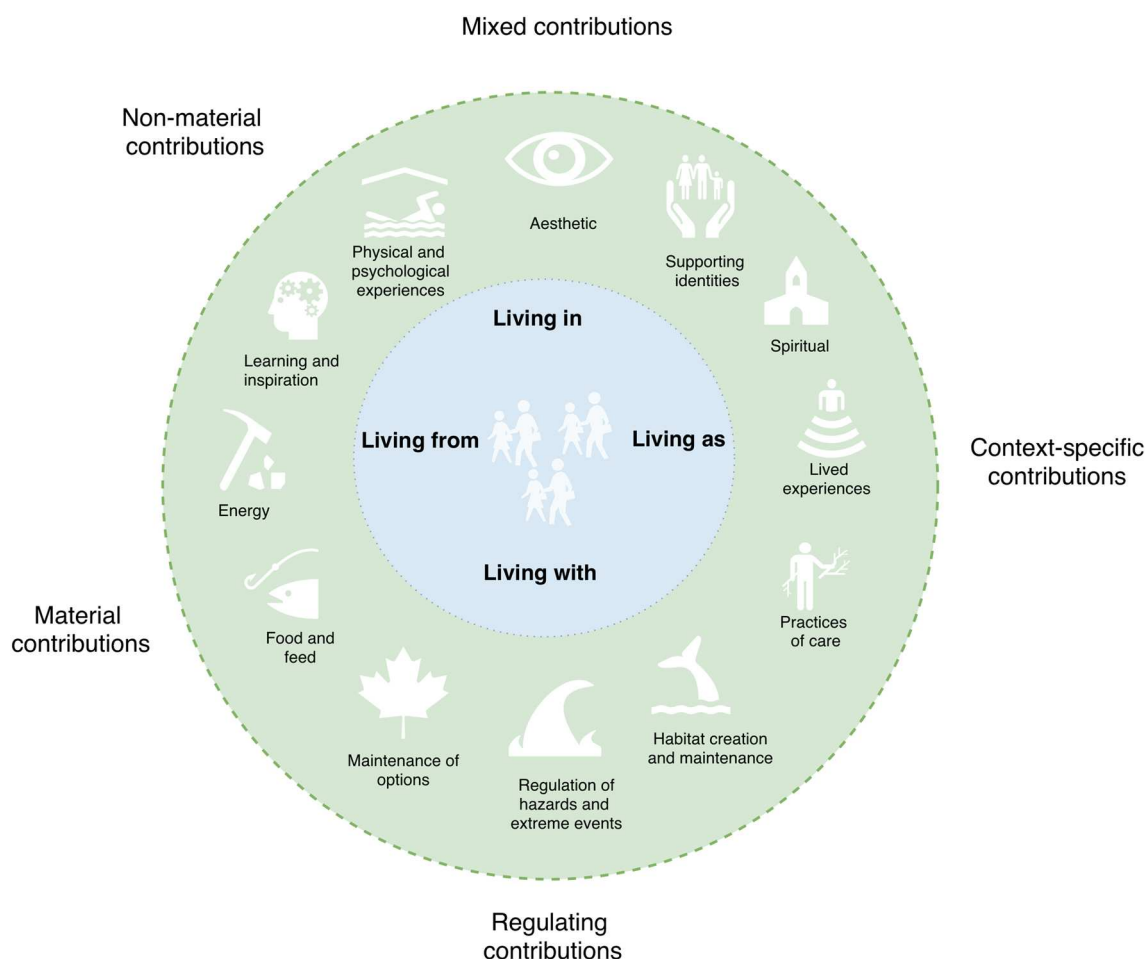 Mixed contributions
Non-material
contributions
Aesthetic
Physical and
psychological
experiences
Supporting
identities
Living in
Spiritual
Learning and
inspiration
Living from
Living as
Context-specific
contributions
Lived
experiences
Energy
Living with
Material
contributions
Food and
feed
Practices
of care
Maintenance of
options
Regulation of
hazards and
extreme events
Habitat creation
and maintenance
Regulating
contributions